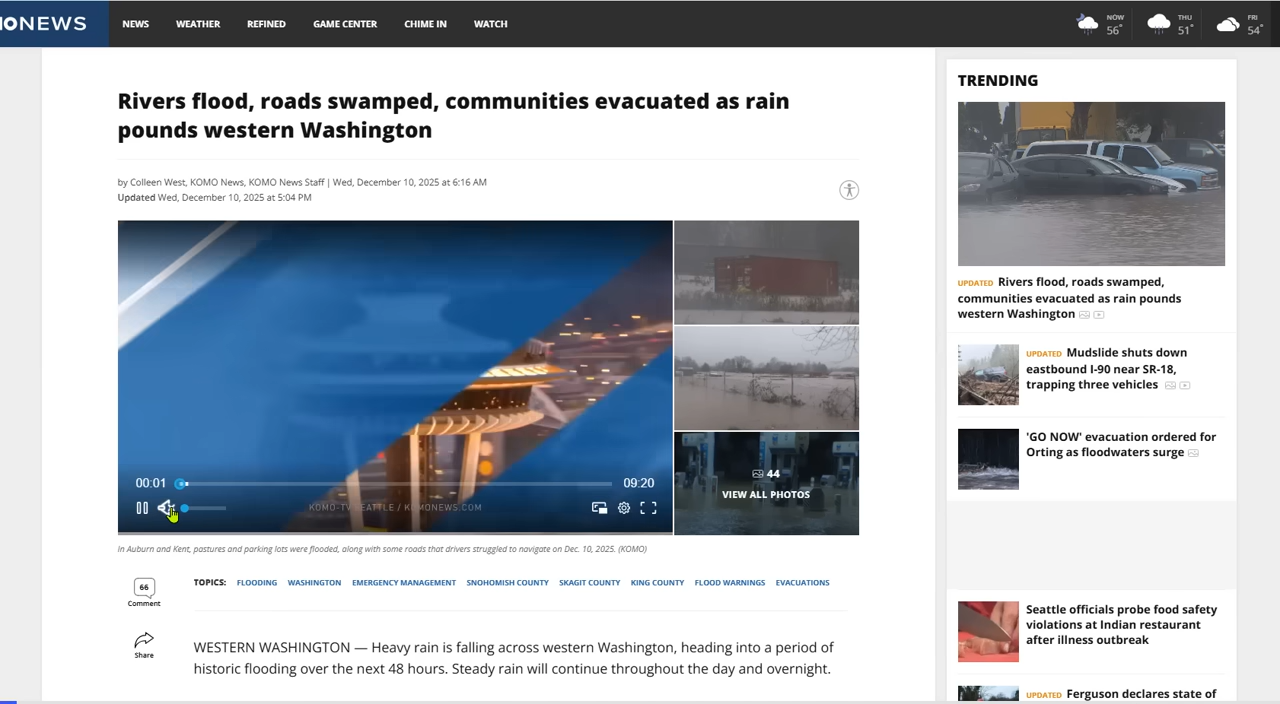 NEWS
NEWS WEATHER REFINED GAME CENTER CHIME IN WATCH
NOW
56°
THU
51°
FRI
54°
Rivers flood, roads swamped, communities evacuated as rain
pounds western Washington
by Colleen West, KOMO News, KOMO News Staff | Wed, December 10, 2025 at 6:16 AM
Updated Wed, December 10, 2025 at 5:04 PM
00:01
09:20
KOMO-TV SEATTLE / KOMONEWS.COM
44
VIEW ALL PHOTOS
In Auburn and Kent, pastures and parking lots were flooded, along with some roads that drivers struggled to navigate on Dec. 10, 2025. (KOMO)
66
Comment
TOPICS: FLOODING WASHINGTON EMERGENCY MANAGEMENT SNOHOMISH COUNTY SKAGIT COUNTY KING COUNTY FLOOD WARNINGS EVACUATIONS
Share
WESTERN WASHINGTON — Heavy rain is falling across western Washington, heading into a period of
historic flooding over the next 48 hours. Steady rain will continue throughout the day and overnight.
TRENDING
UPDATED Rivers flood, roads swamped,
communities evacuated as rain pounds
western Washington
UPDATED Mudslide shuts down
eastbound I-90 near SR-18,
trapping three vehicles
'GO NOW' evacuation ordered for
Orting as floodwaters surge
Seattle officials probe food safety
violations at Indian restaurant
after illness outbreak
UPDATED Ferguson declares state of